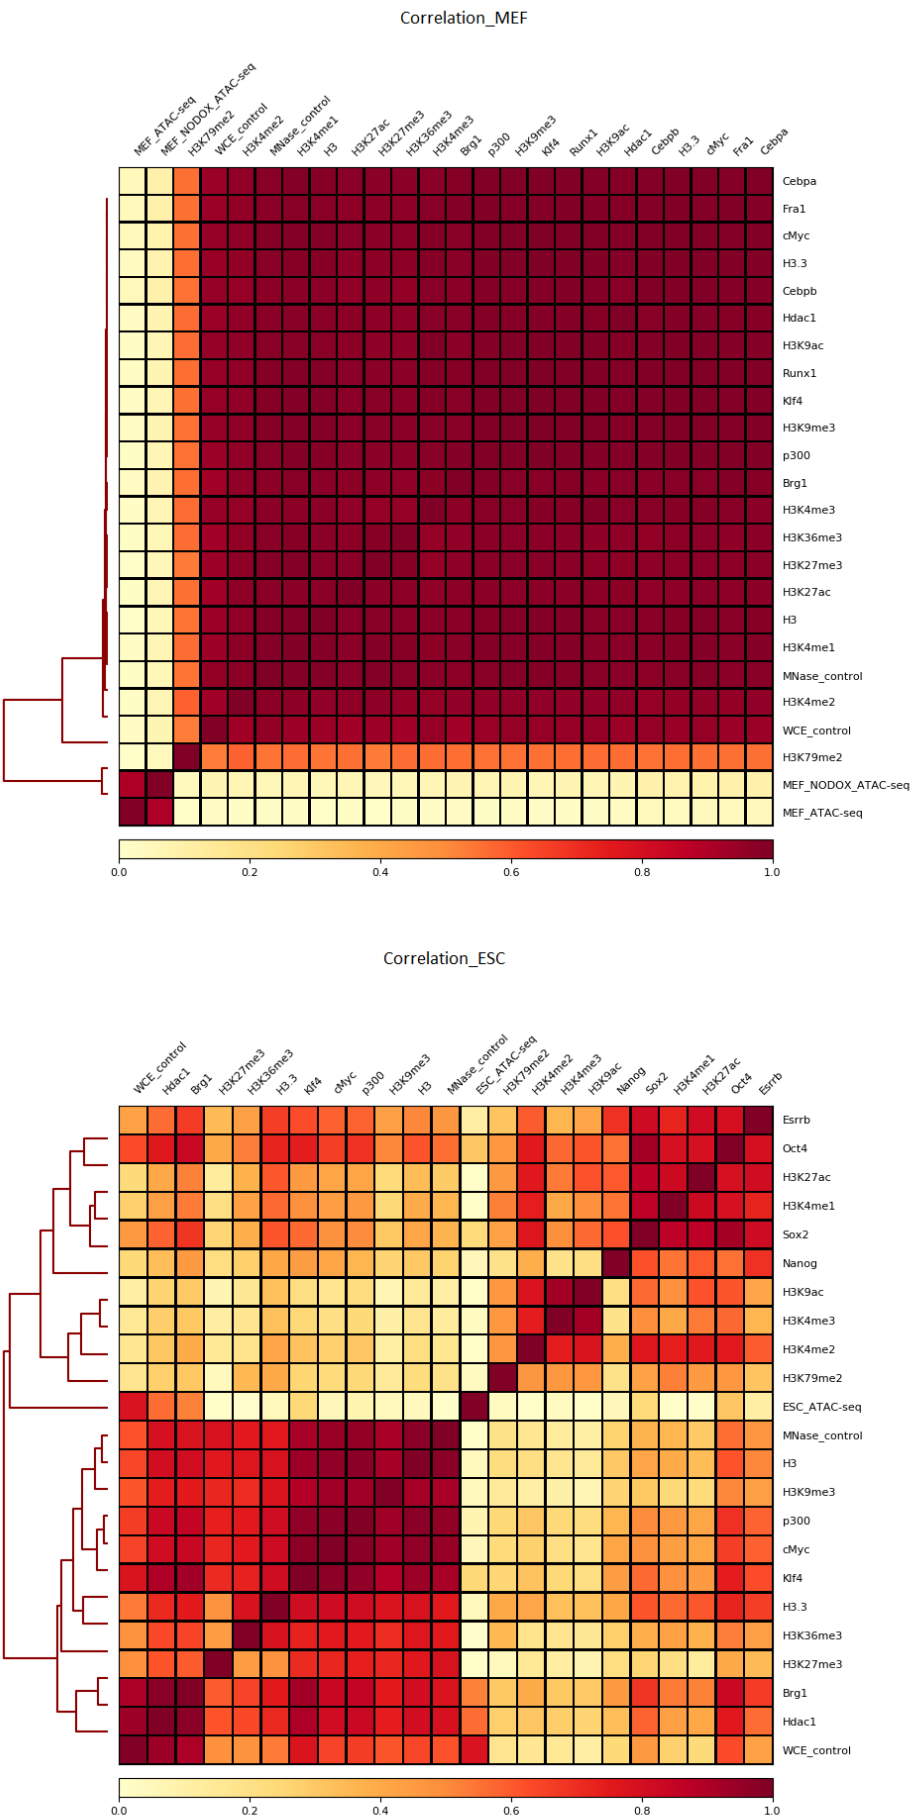 Correlation_MEF
MEF_ATAC-seq
MEF_NODOX_ATAC-seq
H3K79me2
WCE_control
H3K4me2
MNase_control
H3K4me1
H3
H3K27ac
H3K27me3
H3K36me3
H3K4me3
Brg1
p300
H3K9me3
Klf4
Runx1
H3K9ac
Hdac1
Cebpb
H3.3
cMyc
Fra1
Cebpa
Cebpa
Fra1
cMyc
H3.3
Cebpb
Hdac1
H3K9ac
Runx1
Klf4
H3K9me3
p300
Brg1
H3K4me3
H3K36me3
H3K27me3
H3K27ac
H3
H3K4me1
MNase_control
H3K4me2
WCE_control
H3K79me2
MEF_NODOX_ATAC-seq
MEF_ATAC-seq
0.0 0.2 0.4 0.6 0.8 1.0
Correlation_ESC
WCE_control
Hdac1
Brg1
H3K27me3
H3K36me3
H3.3
Klf4
cMyc
p300
H3K9me3
H3
MNase_control
ESC_ATAC-seq
H3K79me2
H3K4me2
H3K4me3
H3K9ac
Nanog
Sox2
H3K4me1
H3K27ac
Oct4
Esrrb
Esrrb
Oct4
H3K27ac
H3K4me1
Sox2
Nanog
H3K9ac
H3K4me3
H3K4me2
H3K79me2
ESC_ATAC-seq
MNase_control
H3
H3K9me3
p300
cMyc
Klf4
H3.3
H3K36me3
H3K27me3
Brg1
Hdac1
WCE_control
0.0 0.2 0.4 0.6 0.8 1.0